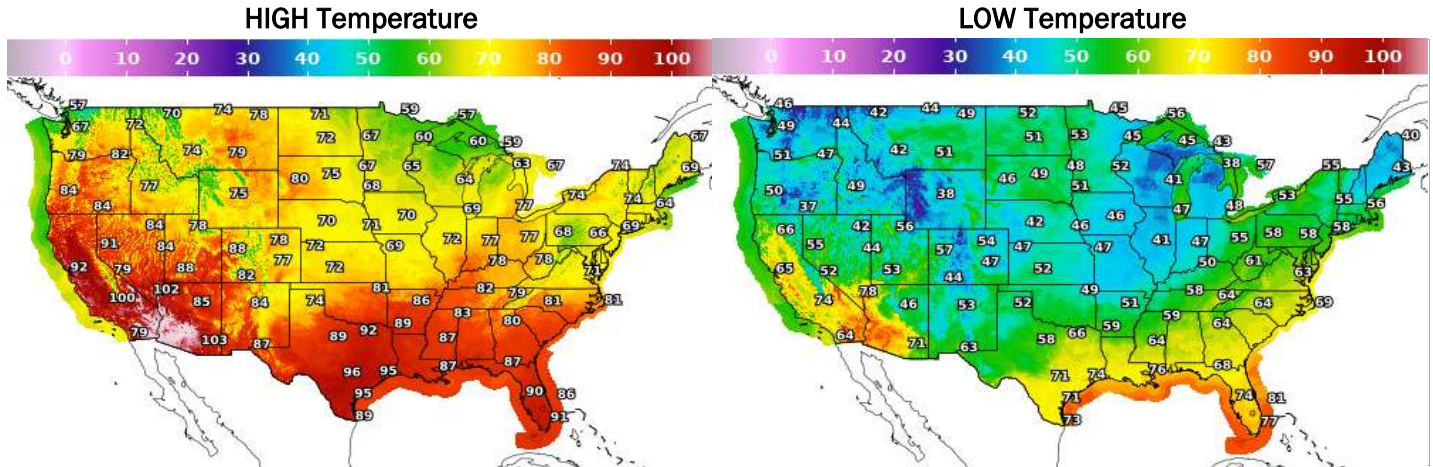 HIGH Temperature LOW Temperature
0 10 20 30 40 50 60 70 80 90 100 0 10 20 30 40 50 60 70 80 90 100
57 70 74 78 71 59 57 46 42 44 49 52 45 56
67 72 72 67 60 60 59 67 49 44 51 53 45 45 43 40
79 82 74 79 67 65 63 67 74 69 51 47 42 51 48 52 38 57 55 43
84 77 75 80 75 68 64 77 74 74 64 50 49 38 46 49 51 41 48 53 55 56
84 84 78 70 71 70 69 68 66 69 37 66 42 56 42 46 46 47 58 58 58
91 84 88 78 72 69 72 77 77 55 44 57 54 47 47 41 47 55
92 79 88 82 77 72 78 78 71 65 52 53 44 47 52 50 61 63
100 102 85 84 74 81 86 82 79 81 81 74 78 46 53 52 49 51 58 64 64 69
79 103 87 89 92 89 83 80 64 71 63 58 66 59 59 64
87 64
96 95 87 87 71 74 76 68
95 90 86 71 74 81
89 91 73 77